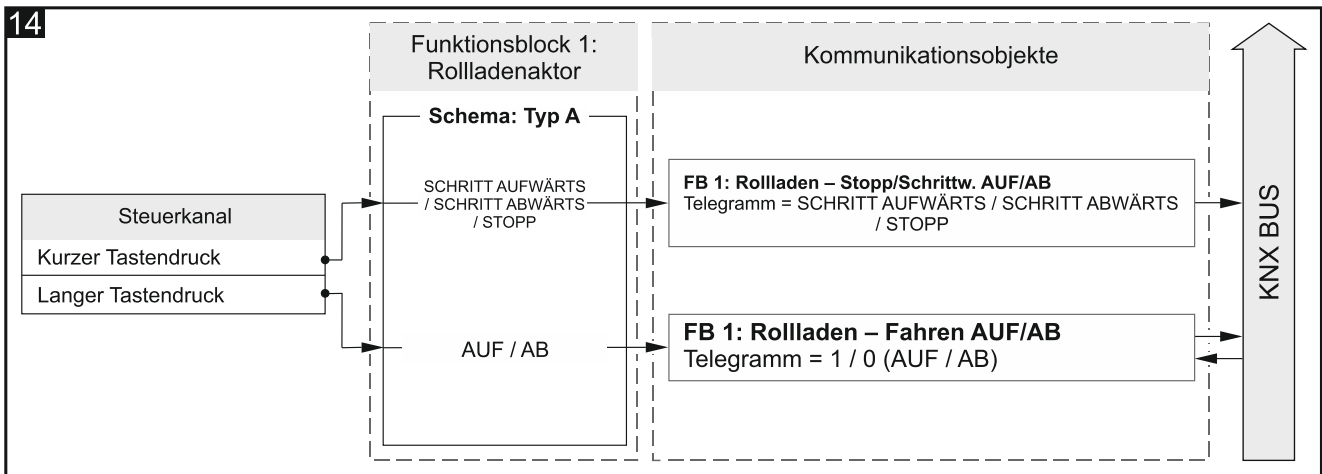 14
Funktionsblock 1:
Rollladenaktor
Kommunikationsobjekte
Schema: Typ A
Steuerkanal
Kurzer Tastendruck
Langer Tastendruck
SCHRITT AUFWÄRTS
/ SCHRITT ABWÄRTS
/ STOPP
FB 1: Rollladen – Stopp/Schrittw. AUF/AB
Telegramm = SCHRITT AUFWÄRTS / SCHRITT ABWÄRTS
/ STOPP
AUF / AB
FB 1: Rollladen – Fahren AUF/AB
Telegramm = 1 / 0 (AUF / AB)
KNX BUS